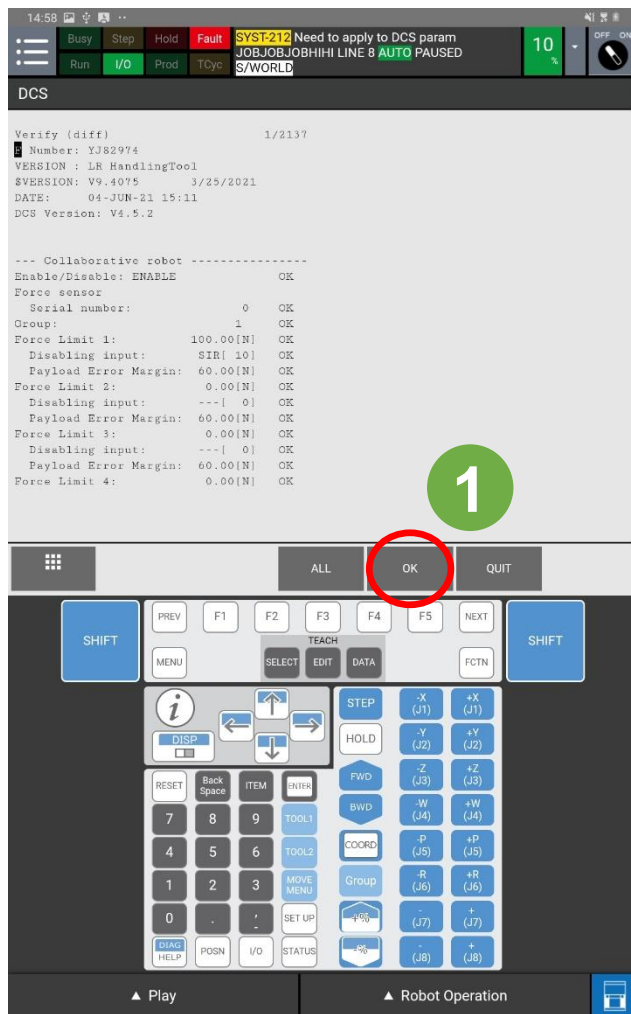 14:58
Busy Step Hold Fault SYST-212 Need to apply to DCS param
JOBJOBJOBHIHI LINE 8 AUTO PAUSED
Run I/O Prod TCyc S/WORLD
10 %
OFF ON
DCS
Verify (diff) 1/2137
F Number: YJ82974
VERSION : LR HandlingTool
$VERSION: V9.4075 3/25/2021
DATE: 04-JUN-21 15:11
DCS Version: V4.5.2
--- Collaborative robot ---------------
Enable/Disable: ENABLE OK
Force sensor
Serial number: 0 OK
Group: 1 OK
Force Limit 1: 100.00[N] OK
Disabling input: SIR[ 10] OK
Payload Error Margin: 60.00[N] OK
Force Limit 2: 0.00[N] OK
Disabling input: ---[ 0] OK
Payload Error Margin: 60.00[N] OK
Force Limit 3: 0.00[N] OK
Disabling input: ---[ 0] OK
Payload Error Margin: 60.00[N] OK
Force Limit 4: 0.00[N] OK
1
ALL OK QUIT
SHIFT PREV F1 F2 F3 F4 F5 NEXT SHIFT
TEACH
MENU SELECT EDIT DATA FCTN
i
DISP
STEP -X (J1) +X (J1)
HOLD -Y (J2) +Y (J2)
FWD -Z (J3) +Z (J3)
BWD -W (J4) +W (J4)
COORD -P (J5) +P (J5)
Group -R (J6) +R (J6)
+% - (J7) + (J7)
-% - (J8) + (J8)
RESET Back Space ITEM ENTER
7 8 9 TOOL1
4 5 6 TOOL2
1 2 3 MOVE MENU
0 . , - SET UP
DIAG HELP POSN I/O STATUS
▲ Play ▲ Robot Operation